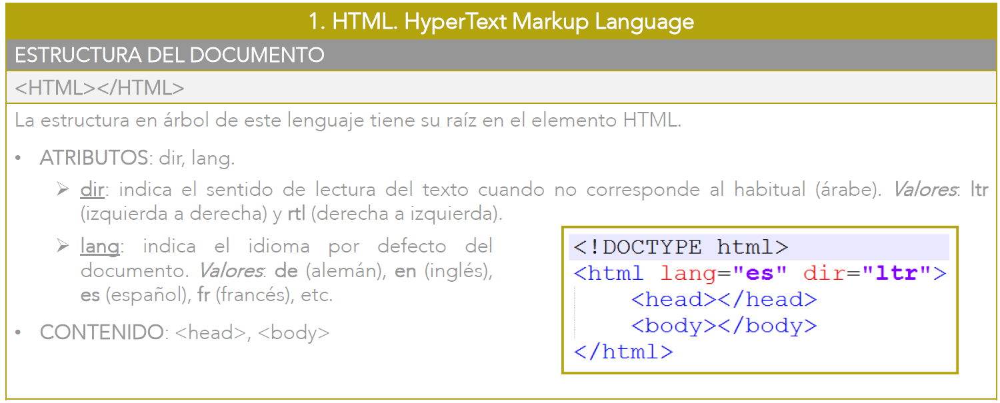 1. HTML. HyperText Markup Language
ESTRUCTURA DEL DOCUMENTO
<HTML></HTML>
La estructura en árbol de este lenguaje tiene su raíz en el elemento HTML.
• ATRIBUTOS: dir, lang.
➢ dir: indica el sentido de lectura del texto cuando no corresponde al habitual (árabe). Valores: ltr
(izquierda a derecha) y rtl (derecha a izquierda).
➢ lang: indica el idioma por defecto del
documento. Valores: de (alemán), en (inglés),
es (español), fr (francés), etc.
• CONTENIDO: <head>, <body>
<!DOCTYPE html>
<html lang="es" dir="ltr">
    <head></head>
    <body></body>
</html>